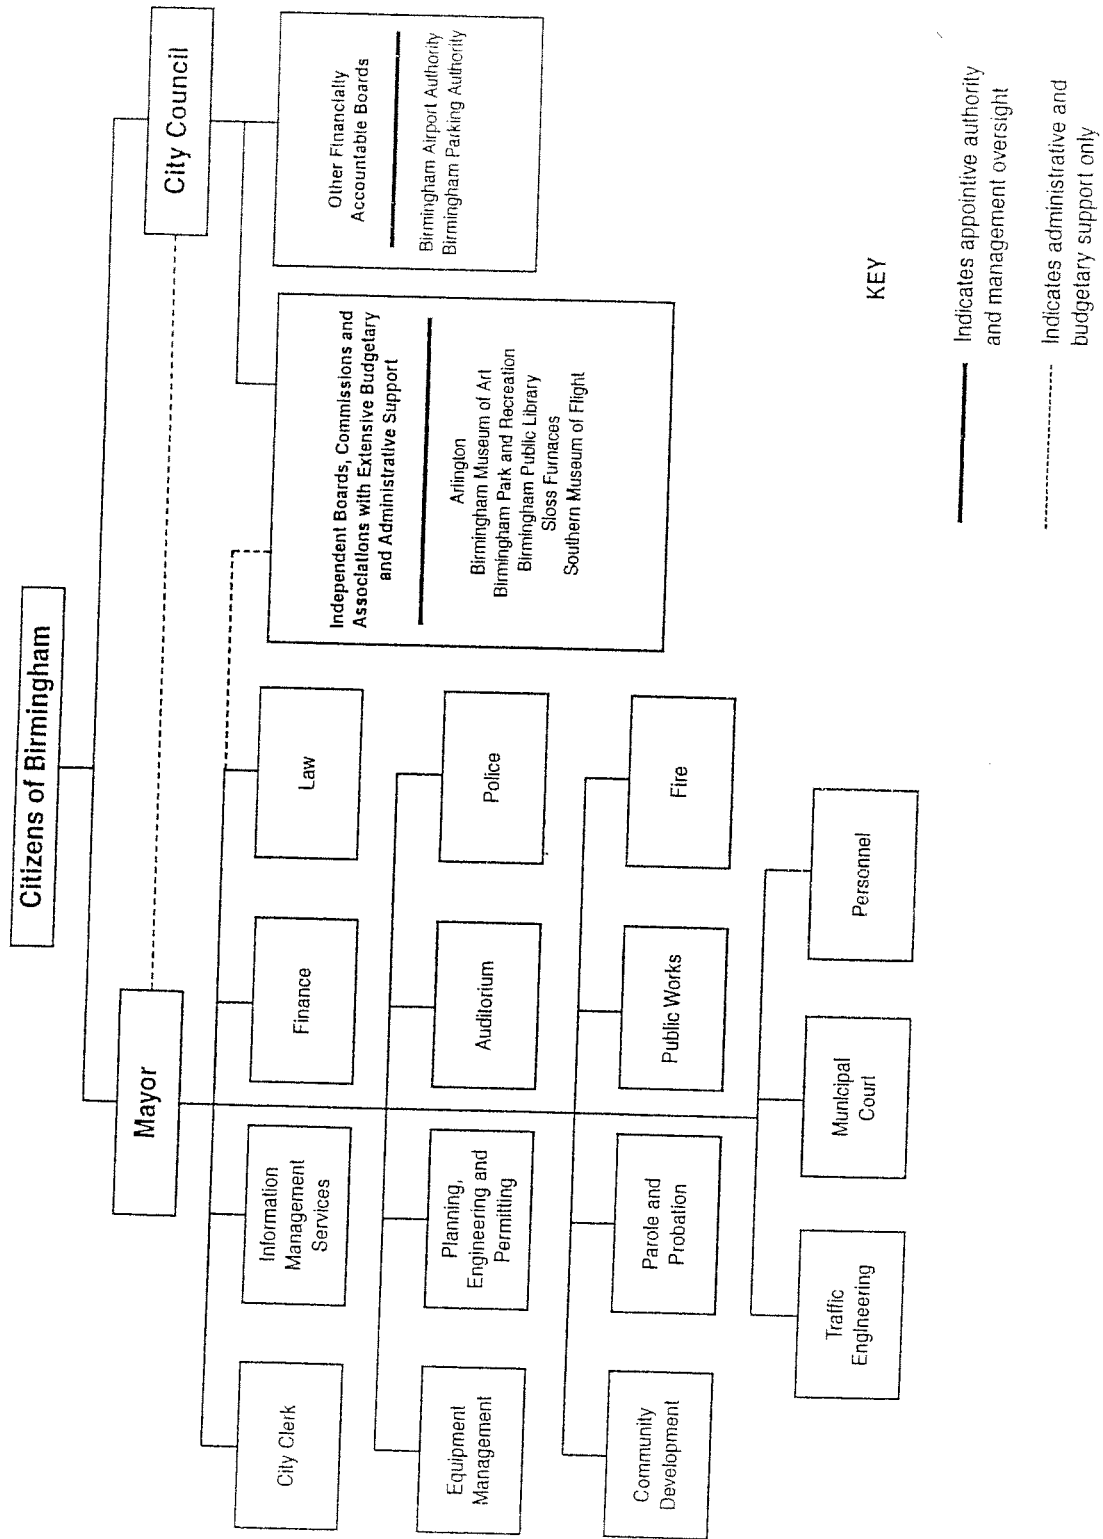 Citizens of Birmingham
Mayor
City Council
City Clerk
Information
Management
Services
Finance
Law
Independent Boards, Commissions and
Associations with Extensive Budgetary
and Administrative Support
Arlington
Birmingham Museum of Art
Birmingham Park and Recreation
Birmingham Public Library
Sloss Furnaces
Southern Museum of Flight
Other Financially
Accountable Boards
Birmingham Airport Authority
Birmingham Parking Authority
Equipment
Management
Planning,
Engineering and
Permitting
Auditorium
Police
Community
Development
Parole and
Probation
Public Works
Fire
Traffic
Engineering
Municipal
Court
Personnel
KEY
Indicates appointive authority
and management oversight
Indicates administrative and
budgetary support only